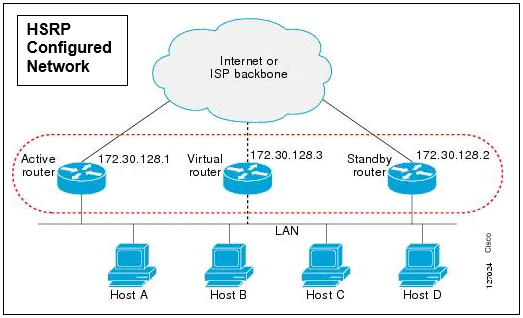 HSRP
Configured
Network
Internet or
ISP backbone
Active
router
172.30.128.1
Virtual
router
172.30.128.3
Standby
router
172.30.128.2
LAN
Host A
Host B
Host C
Host D
127024 Cisco